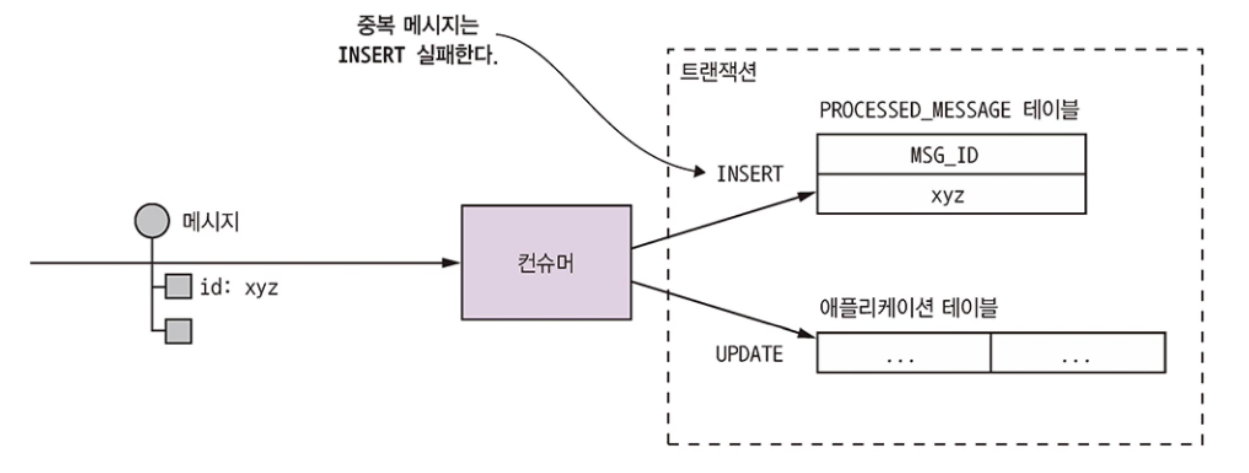 중복 메시지는
INSERT 실패한다.
트랜잭션
PROCESSED_MESSAGE 테이블
MSG_ID
INSERT
xyz
메시지
컨슈머
id: xyz
애플리케이션 테이블
UPDATE
...
...